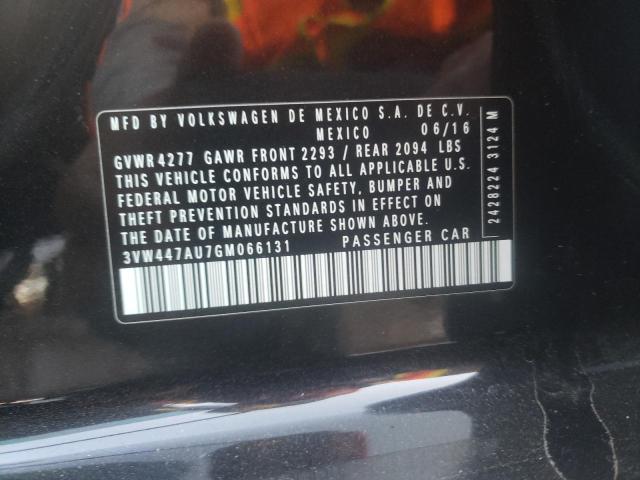 MFD BY VOLKSWAGEN DE MEXICO S.A. DE C.V.
MEXICO 06/16
GVWR 4277 GAWR FRONT 2293 / REAR 2094 LBS
THIS VEHICLE CONFORMS TO ALL APPLICABLE U.S.
FEDERAL MOTOR VEHICLE SAFETY, BUMPER AND
THEFT PREVENTION STANDARDS IN EFFECT ON
THE DATE OF MANUFACTURE SHOWN ABOVE.
3VW447AU7GM066131 PASSENGER CAR
2428224 3124 M